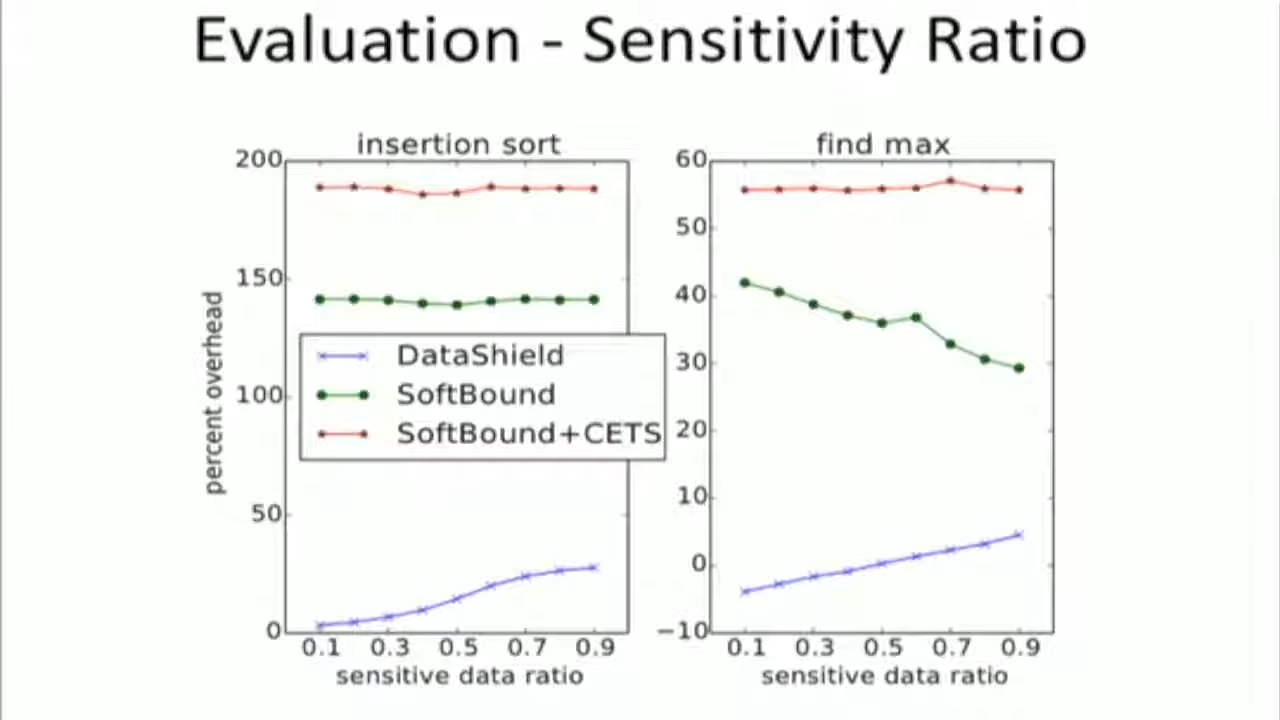 Evaluation - Sensitivity Ratio
insertion sort
200
150
100
50
0
percent overhead
0.1 0.3 0.5 0.7 0.9
sensitive data ratio
DataShield
SoftBound
SoftBound+CETS
find max
60
50
40
30
20
10
0
−10
0.1 0.3 0.5 0.7 0.9
sensitive data ratio